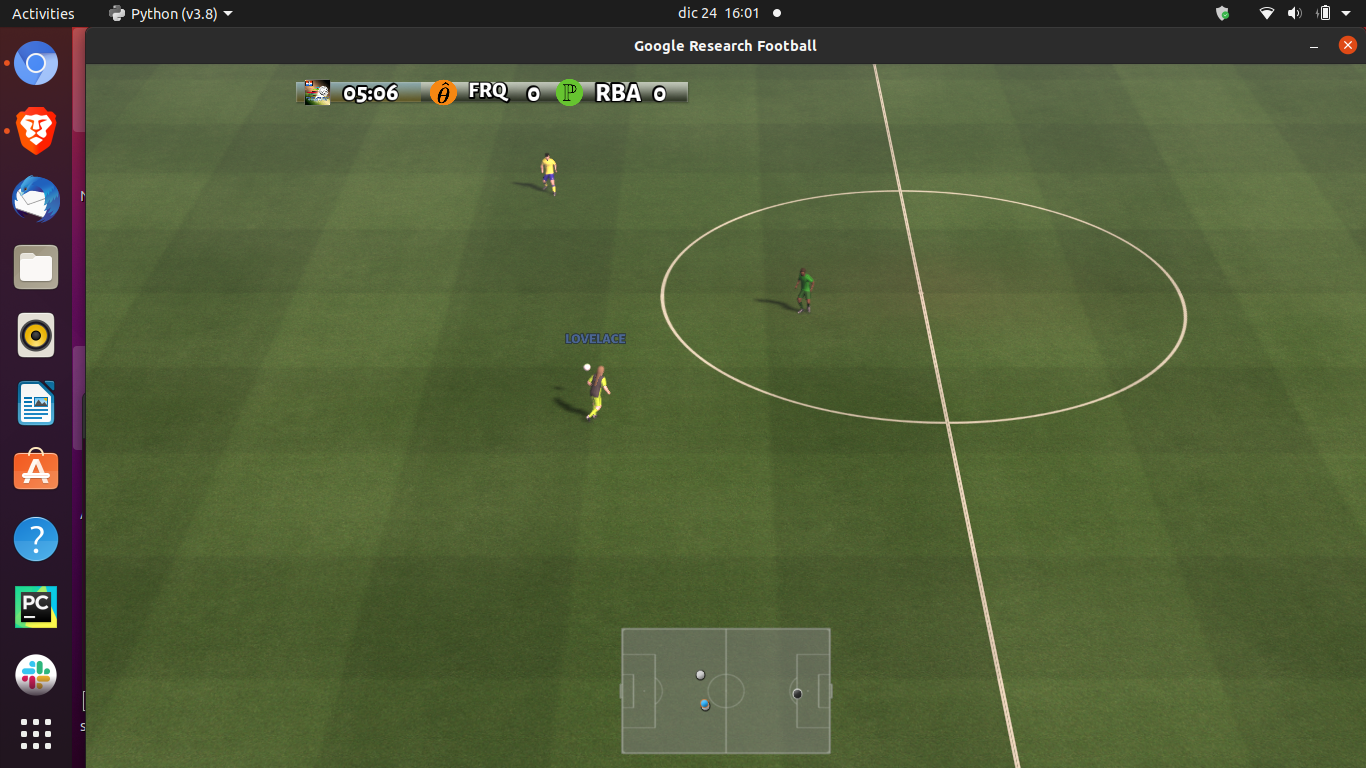 Activities
Python (v3.8)
dic 24 16:01
Google Research Football
05:06
θ̂
FRQ 0
ℙ
RBA 0
LOVELACE
?
PC